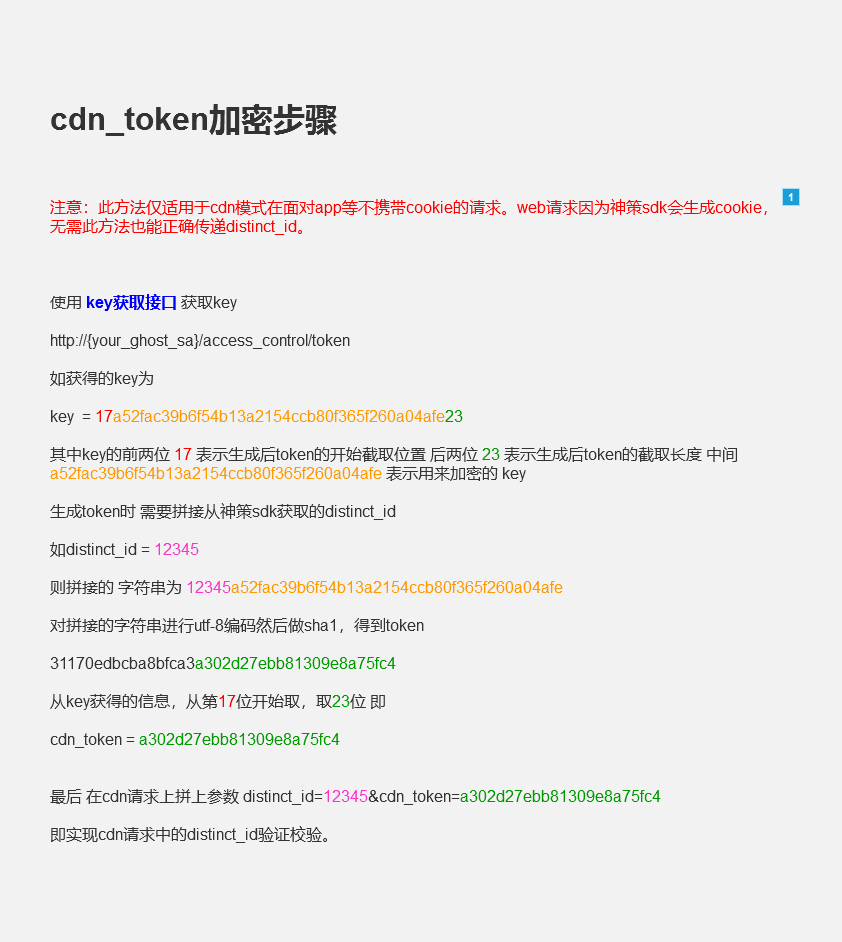 cdn_token加密步骤
1
注意：此方法仅适用于cdn模式在面对app等不携带cookie的请求。web请求因为神策sdk会生成cookie，
无需此方法也能正确传递distinct_id。
使用 key获取接口 获取key
http://{your_ghost_sa}/access_control/token
如获得的key为
key = 17a52fac39b6f54b13a2154ccb80f365f260a04afe23
其中key的前两位 17 表示生成后token的开始截取位置 后两位 23 表示生成后token的截取长度 中间
a52fac39b6f54b13a2154ccb80f365f260a04afe 表示用来加密的 key
生成token时 需要拼接从神策sdk获取的distinct_id
如distinct_id = 12345
则拼接的 字符串为 12345a52fac39b6f54b13a2154ccb80f365f260a04afe
对拼接的字符串进行utf-8编码然后做sha1，得到token
31170edbcba8bfca3a302d27ebb81309e8a75fc4
从key获得的信息，从第17位开始取，取23位 即
cdn_token = a302d27ebb81309e8a75fc4
最后 在cdn请求上拼上参数 distinct_id=12345&cdn_token=a302d27ebb81309e8a75fc4
即实现cdn请求中的distinct_id验证校验。